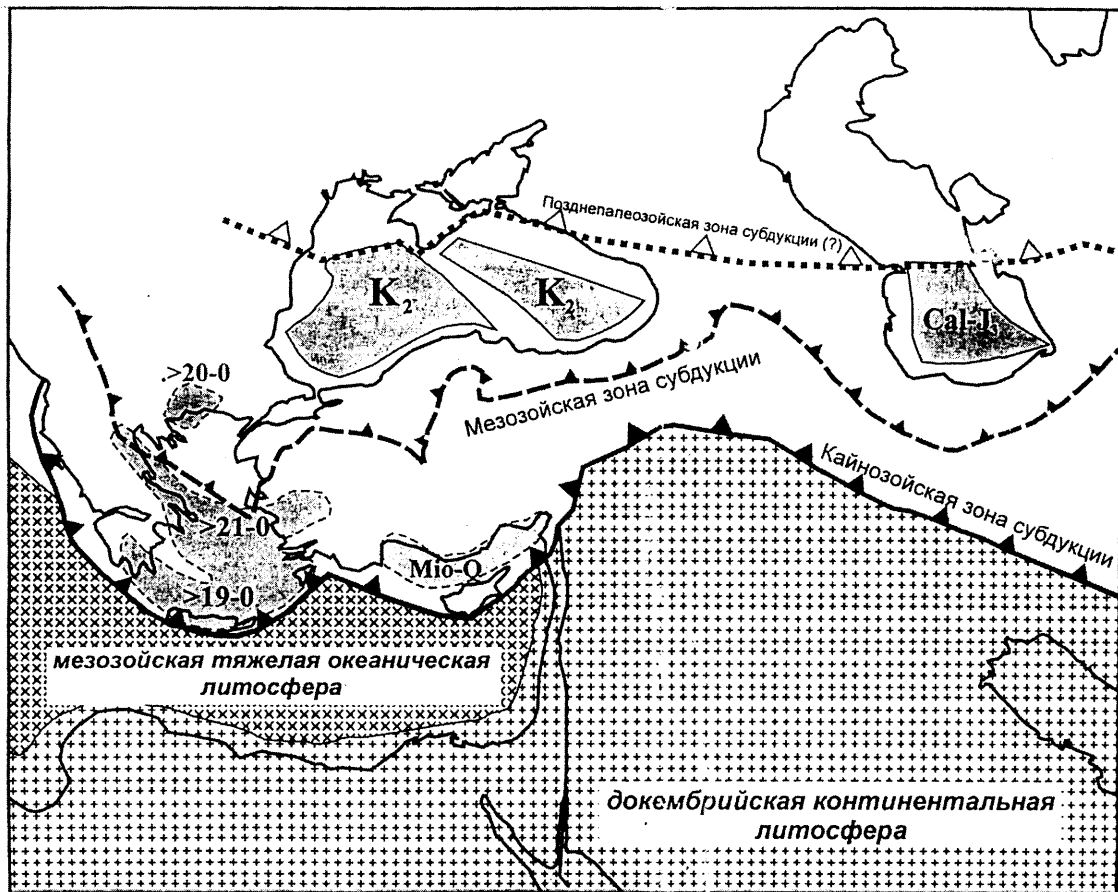 Позднепалеозойская зона субдукции (?)
K2
K2
Cal-J3
Мезозойская зона субдукции
.>20-0
Кайнозойская зона субдукции
>21-0
Mio-Q
>19-0
мезозойская тяжелая океаническая
литосфера
докембрийская континентальная
литосфера